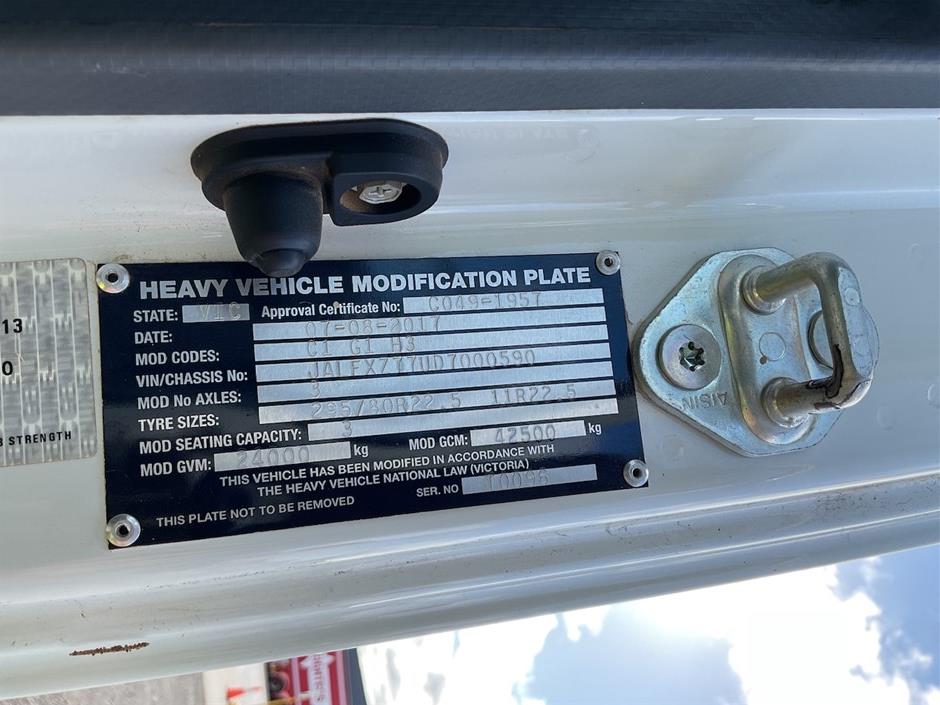 HEAVY VEHICLE MODIFICATION PLATE
STATE: VIC Approval Certificate No: CO49-1957
DATE: 07-08-2017
MOD CODES: C1 G1 H3
VIN/CHASSIS No: JALFX777UD7000590
MOD No AXLES: 3
TYRE SIZES: 295/80R22.5 11R22.5
MOD SEATING CAPACITY: 3
MOD GVM: 24000 kg MOD GCM: 42500 kg
THIS VEHICLE HAS BEEN MODIFIED IN ACCORDANCE WITH
THE HEAVY VEHICLE NATIONAL LAW (VICTORIA)
THIS PLATE NOT TO BE REMOVED SER. NO 10096
13
0
STRENGTH
AISIN